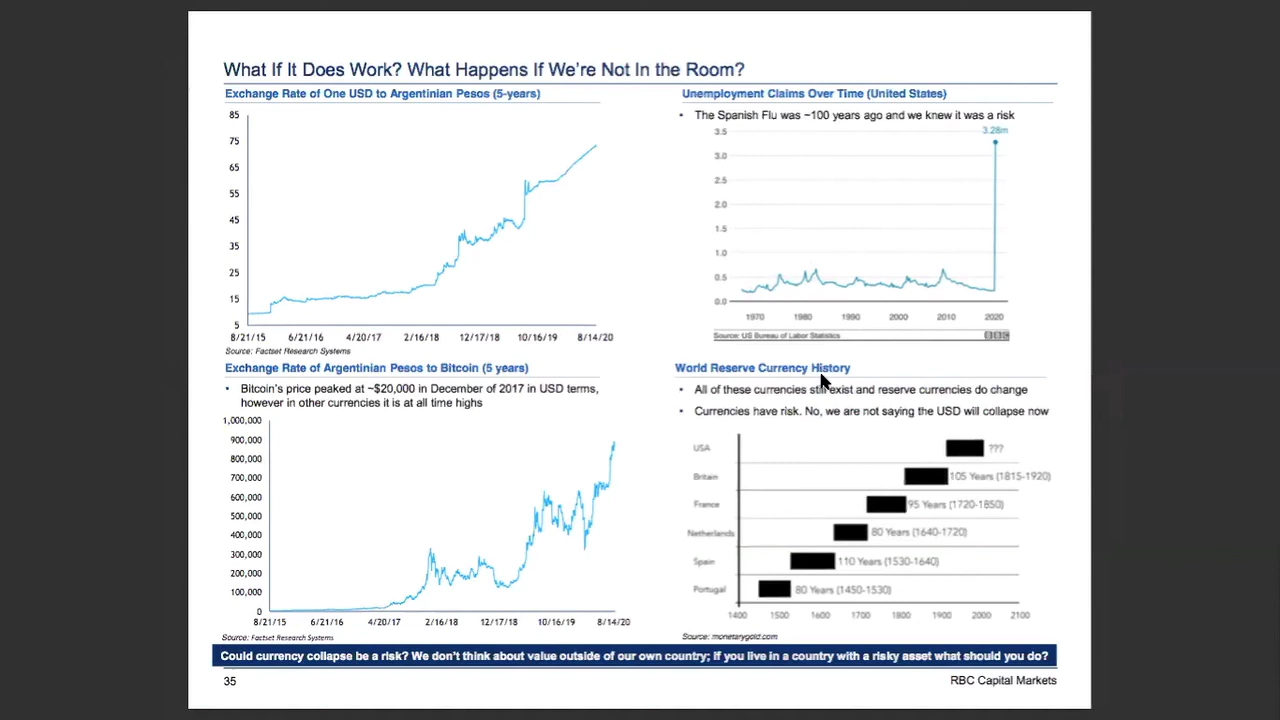 What If It Does Work? What Happens If We're Not In the Room?
Exchange Rate of One USD to Argentinian Pesos (5-years)
85
75
65
55
45
35
25
15
5
8/21/15 6/21/16 4/20/17 2/16/18 12/17/18 10/16/19 8/14/20
Source: Factset Research Systems
Unemployment Claims Over Time (United States)
• The Spanish Flu was ~100 years ago and we knew it was a risk
3.28m
3.5
3.0
2.5
2.0
1.5
1.0
0.5
0.0
1970 1980 1990 2000 2010 2020
Source: US Bureau of Labor Statistics
Exchange Rate of Argentinian Pesos to Bitcoin (5 years)
• Bitcoin's price peaked at ~$20,000 in December of 2017 in USD terms,
however in other currencies it is at all time highs
1,000,000
900,000
800,000
700,000
600,000
500,000
400,000
300,000
200,000
100,000
0
8/21/15 6/21/16 4/20/17 2/16/18 12/17/18 10/16/19 8/14/20
Source: Factset Research Systems
World Reserve Currency History
• All of these currencies still exist and reserve currencies do change
• Currencies have risk. No, we are not saying the USD will collapse now
USA ???
Britain 105 Years (1815-1920)
France 95 Years (1720-1850)
Netherlands 80 Years (1640-1720)
Spain 110 Years (1530-1640)
Portugal 80 Years (1450-1530)
1400 1500 1600 1700 1800 1900 2000 2100
Source: monetarygold.com
Could currency collapse be a risk? We don't think about value outside of our own country; if you live in a country with a risky asset what should you do?
35
RBC Capital Markets